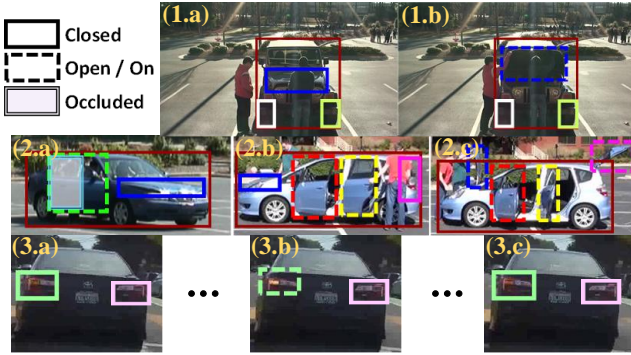 Closed
Open / On
Occluded
(1.a)
(1.b)
(2.a)
(2.b)
(2.c)
(3.a)
(3.b)
(3.c)